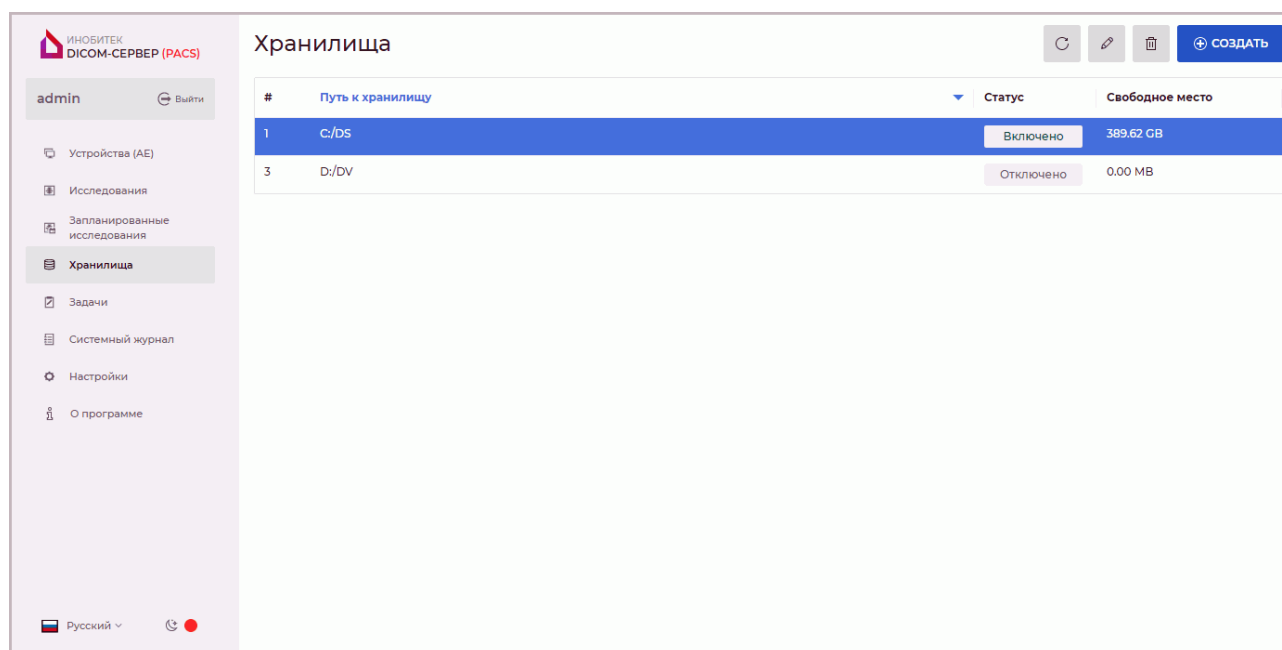 ИНОБИТЕК
DICOM-СЕРВЕР (PACS)
admin
Выйти
Устройства (AE)
Исследования
Запланированные
исследования
Хранилища
Задачи
Системный журнал
Настройки
О программе
Русский
Хранилища
СОЗДАТЬ
# Путь к хранилищу Статус Свободное место
1 C:/DS Включено 389.62 GB
3 D:/DV Отключено 0.00 MB